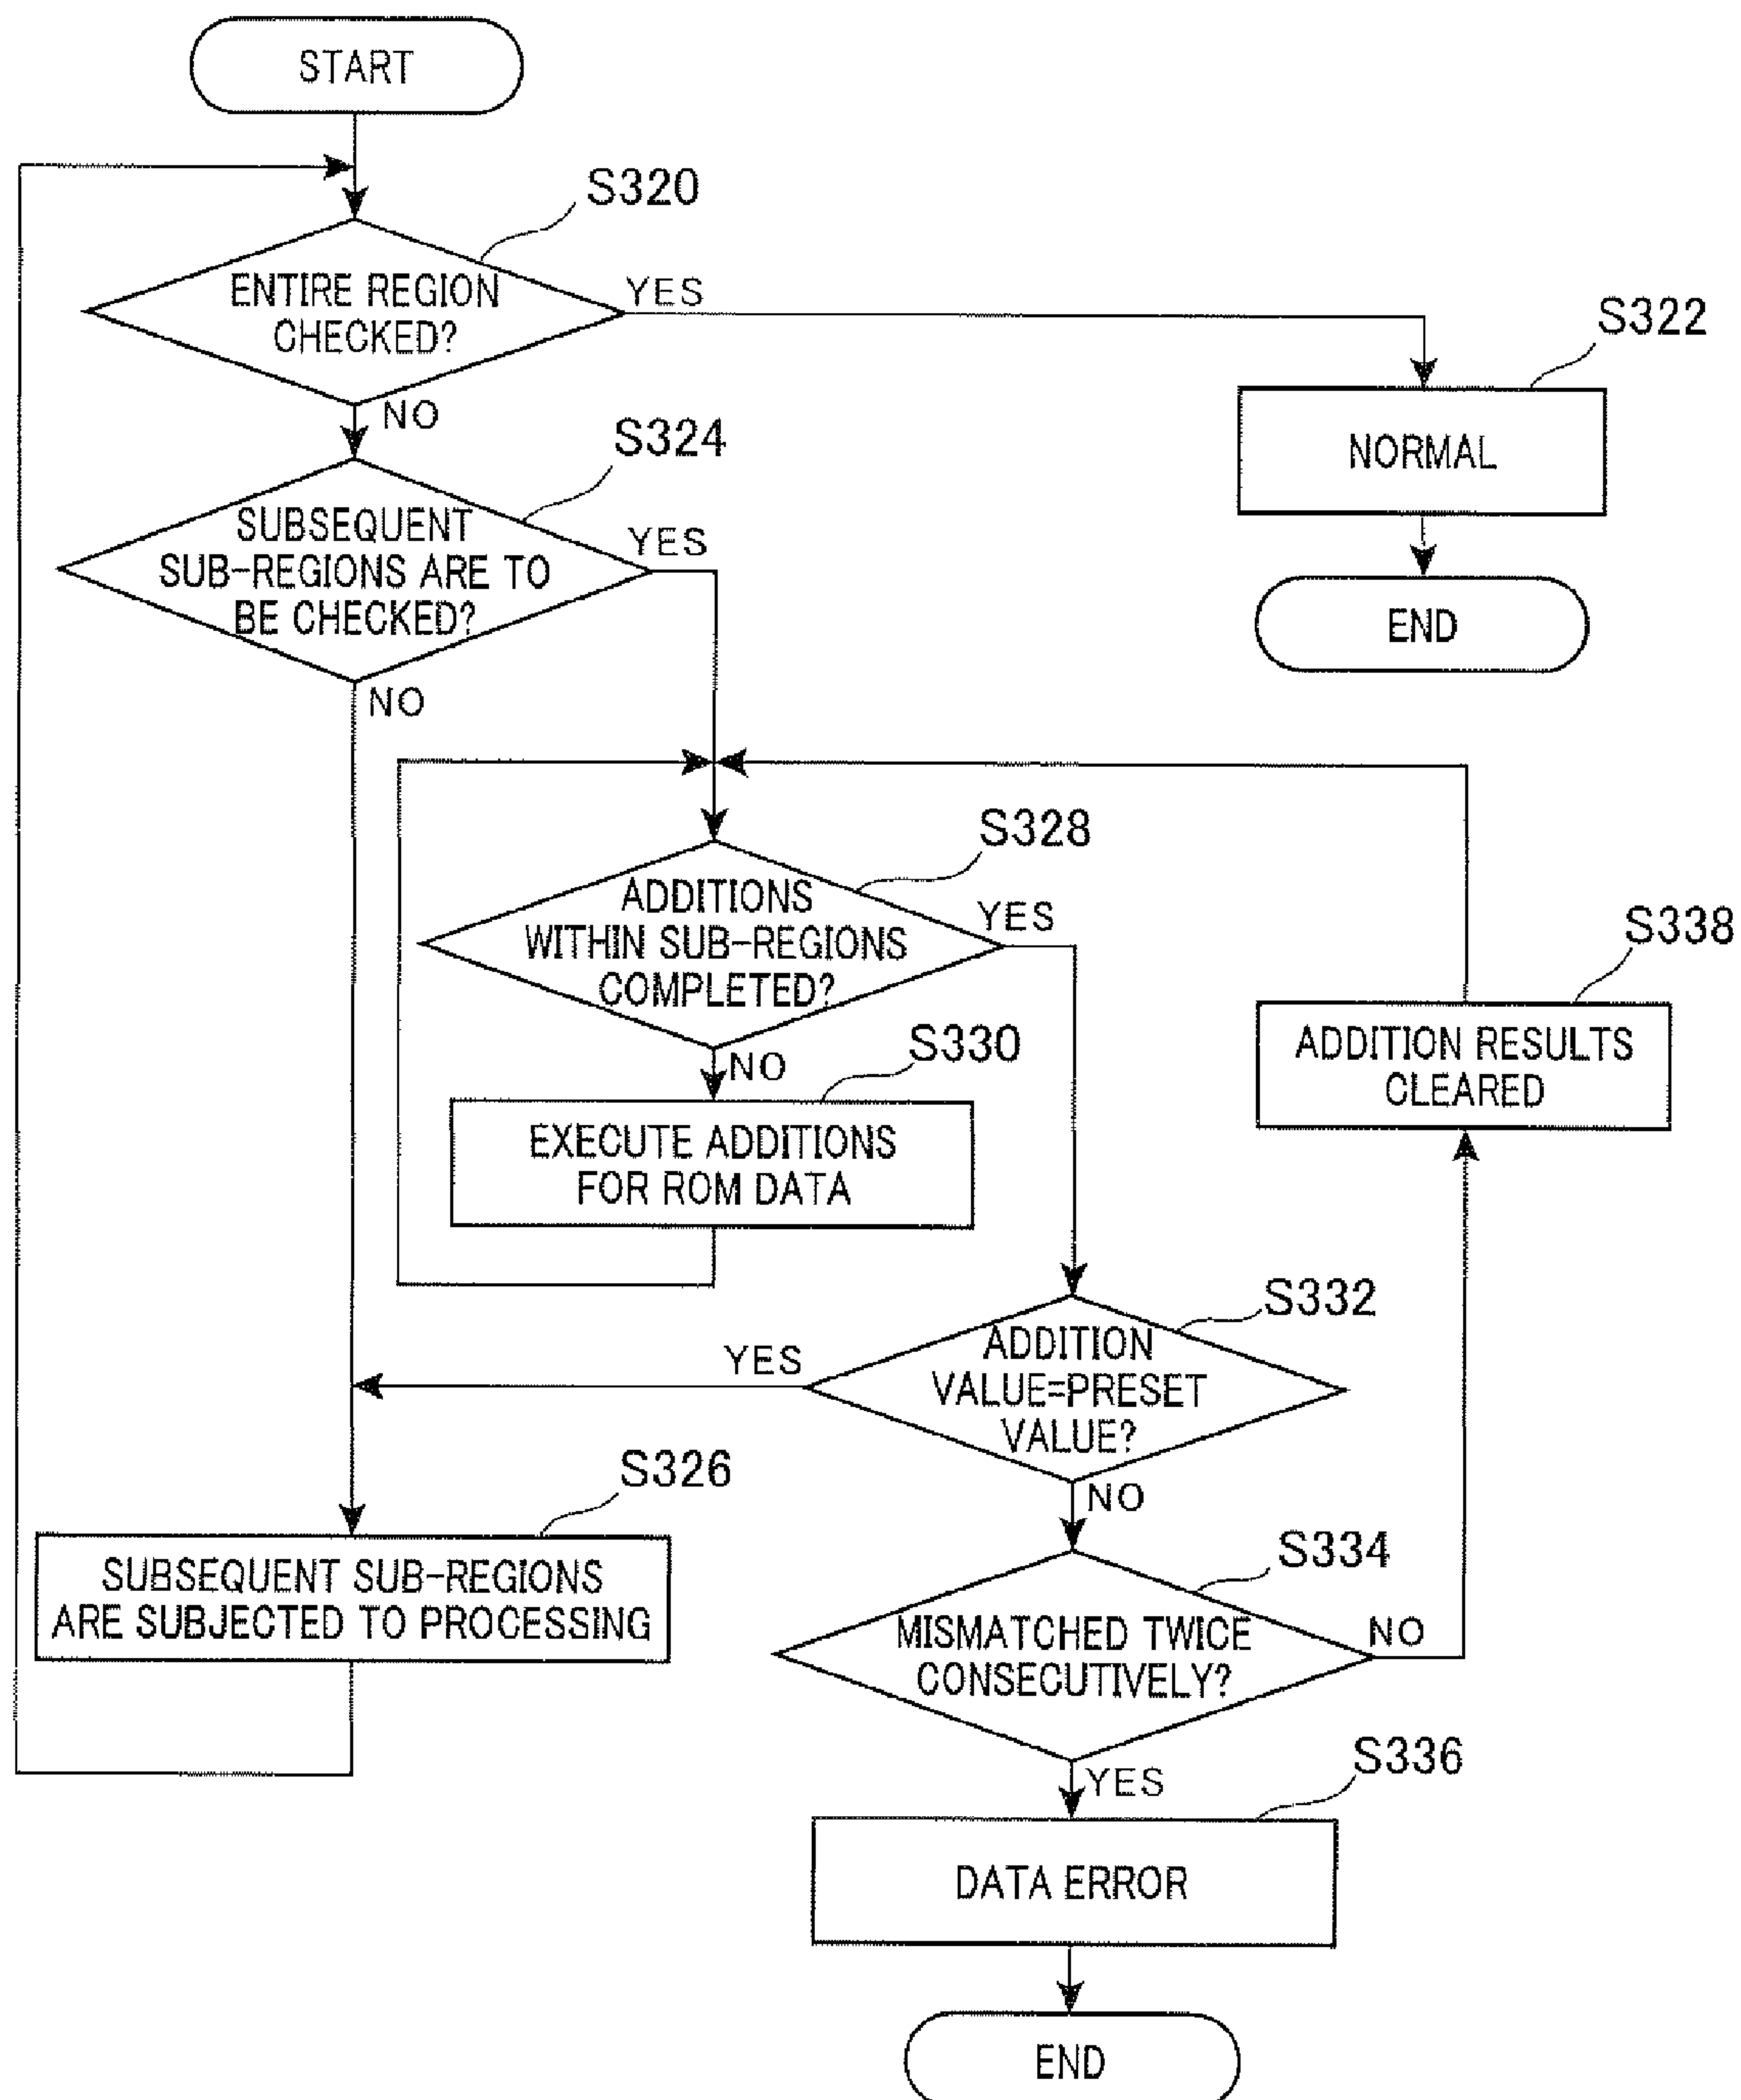 START
S320
ENTIRE REGION
CHECKED?
YES
S322
NORMAL
END
NO
S324
SUBSEQUENT
SUB-REGIONS ARE TO
BE CHECKED?
YES
NO
S328
ADDITIONS
WITHIN SUB-REGIONS
COMPLETED?
YES
S338
ADDITION RESULTS
CLEARED
NO
S330
EXECUTE ADDITIONS
FOR ROM DATA
S332
ADDITION
VALUE=PRESET
VALUE?
YES
NO
S326
SUBSEQUENT SUB-REGIONS
ARE SUBJECTED TO PROCESSING
S334
MISMATCHED TWICE
CONSECUTIVELY?
NO
YES
S336
DATA ERROR
END